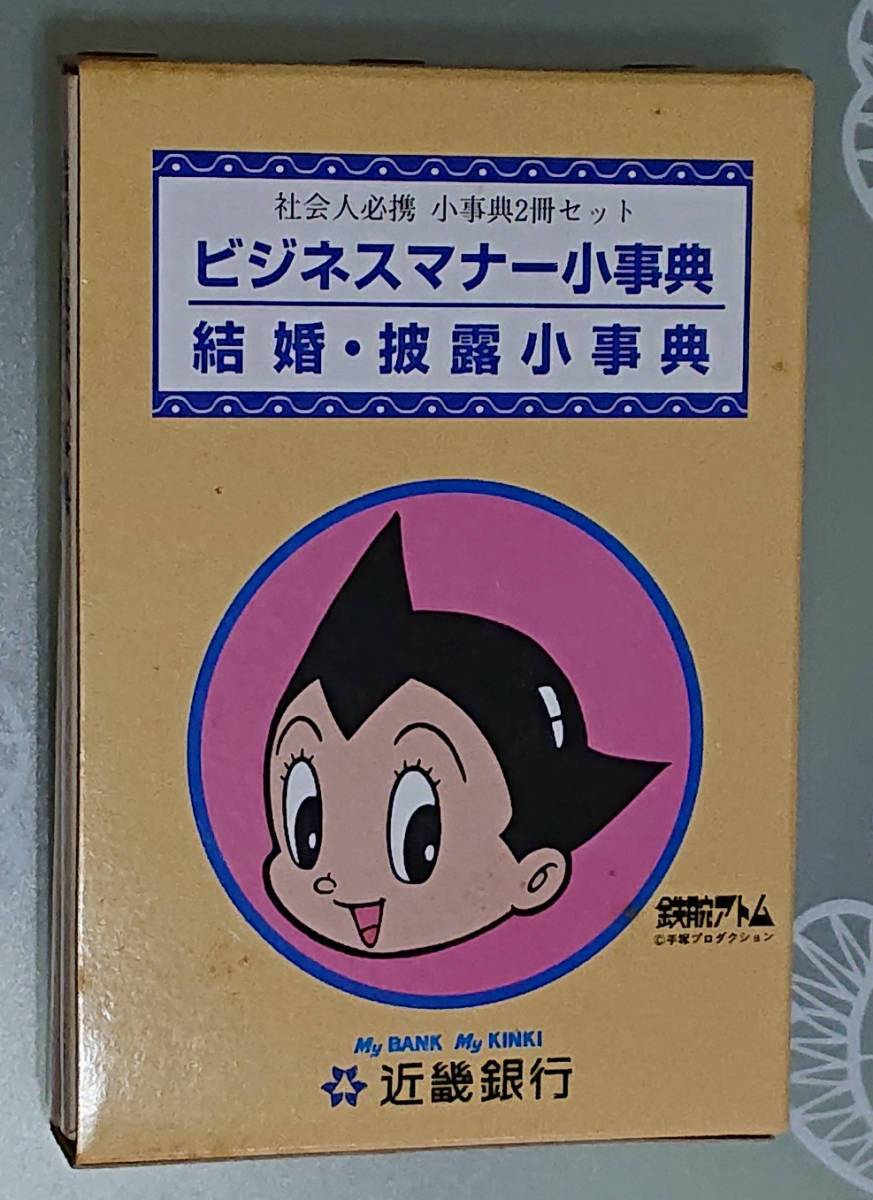 社会人必携 小事典2冊セット
ビジネスマナー小事典
結婚・披露小事典
鉄腕アトム
©手塚プロダクション
My BANK My KINKI
近畿銀行